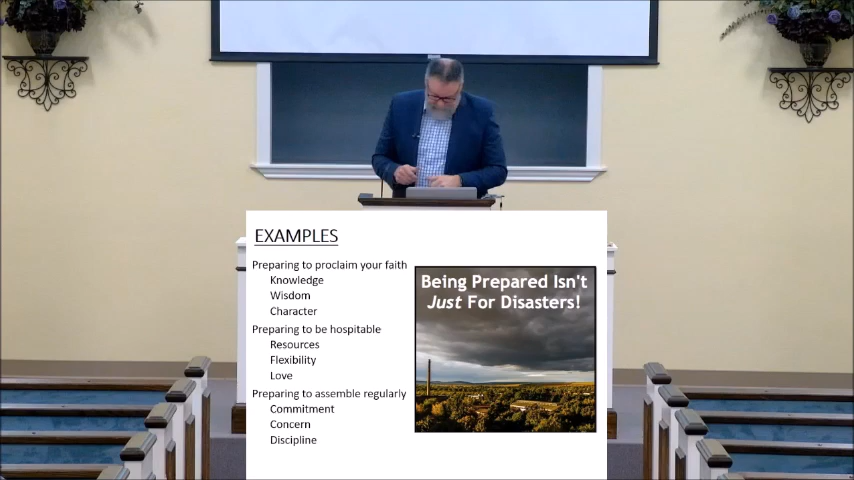 EXAMPLES
Preparing to proclaim your faith
Knowledge
Wisdom
Character
Preparing to be hospitable
Resources
Flexibility
Love
Preparing to assemble regularly
Commitment
Concern
Discipline
Being Prepared Isn't
Just For Disasters!